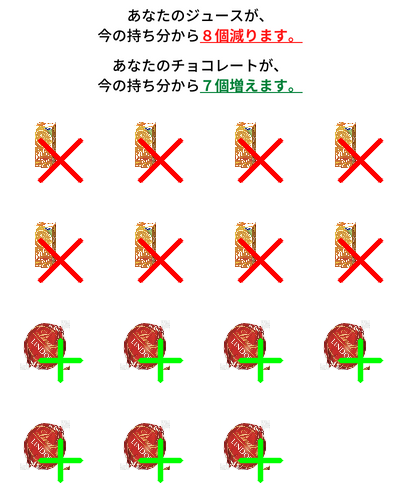 あなたのジュースが、
今の持ち分から８個減ります。
あなたのチョコレートが、
今の持ち分から７個増えます。